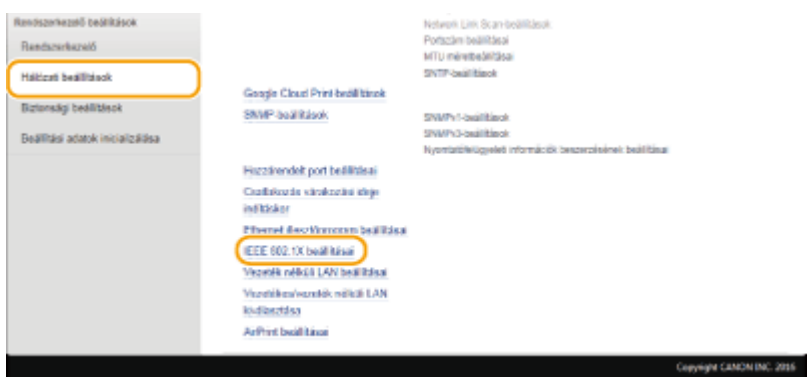 Rendszerkezelő beállítások
Rendszerkezelő
Hálózati beállítások
Biztonsági beállítások
Beállítási adatok inicializálása
Network Link Scan-beállítások
Portszám beállításai
MTU méretbeállításai
SNTP-beállítások
Google Cloud Print-beállítások
SNMP-beállítások
SNMPv1-beállítások
SNMPv3-beállítások
Nyomtatófelügyeleti információk beszerzésének beállításai
Hozzárendelt port beállításai
Csatlakozás várakozási ideje
indításkor
Ethernet illesztőprogram beállításai
IEEE 802.1X beállításai
Vezeték nélküli LAN beállításai
Vezetékes/vezeték nélküli LAN
kiválasztása
AirPrint beállításai
Copyright CANON INC. 2016